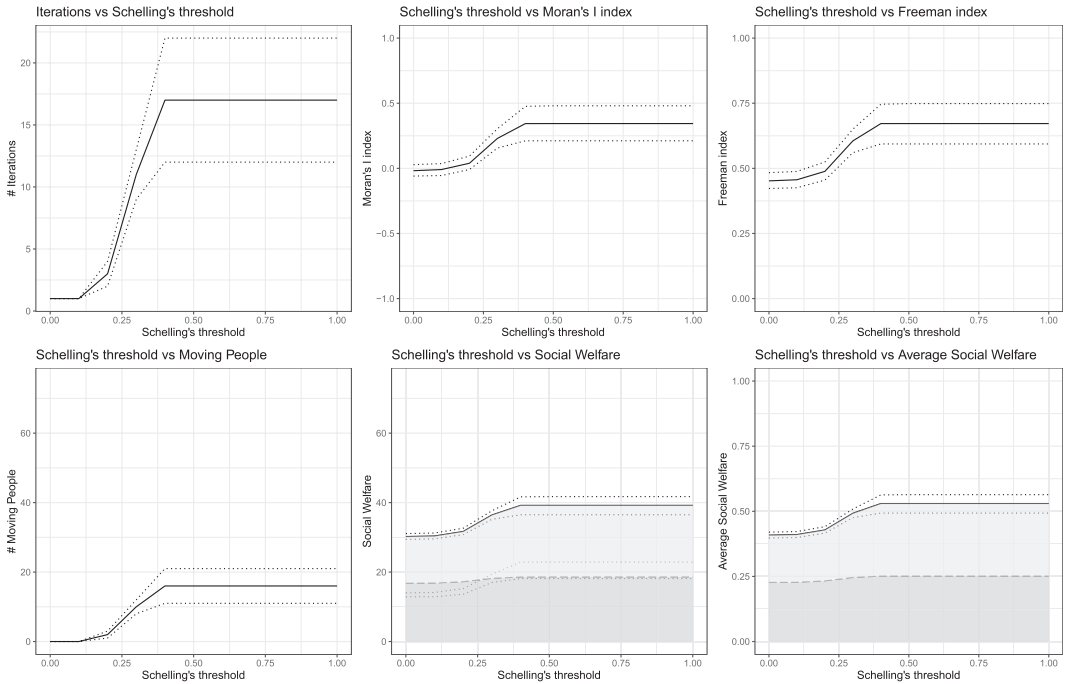 Iterations vs Schelling's threshold
# Iterations
20
15
10
5
0
0.00 0.25 0.50 0.75 1.00
Schelling's threshold
Schelling's threshold vs Moran's I index
Moran's I index
1.0
0.5
0.0
−0.5
−1.0
0.00 0.25 0.50 0.75 1.00
Schelling's threshold
Schelling's threshold vs Freeman index
Freeman index
1.00
0.75
0.50
0.25
0.00
0.00 0.25 0.50 0.75 1.00
Schelling's threshold
Schelling's threshold vs Moving People
# Moving People
60
40
20
0
0.00 0.25 0.50 0.75 1.00
Schelling's threshold
Schelling's threshold vs Social Welfare
Social Welfare
60
40
20
0
0.00 0.25 0.50 0.75 1.00
Schelling's threshold
Schelling's threshold vs Average Social Welfare
Average Social Welfare
1.00
0.75
0.50
0.25
0.00
0.00 0.25 0.50 0.75 1.00
Schelling's threshold